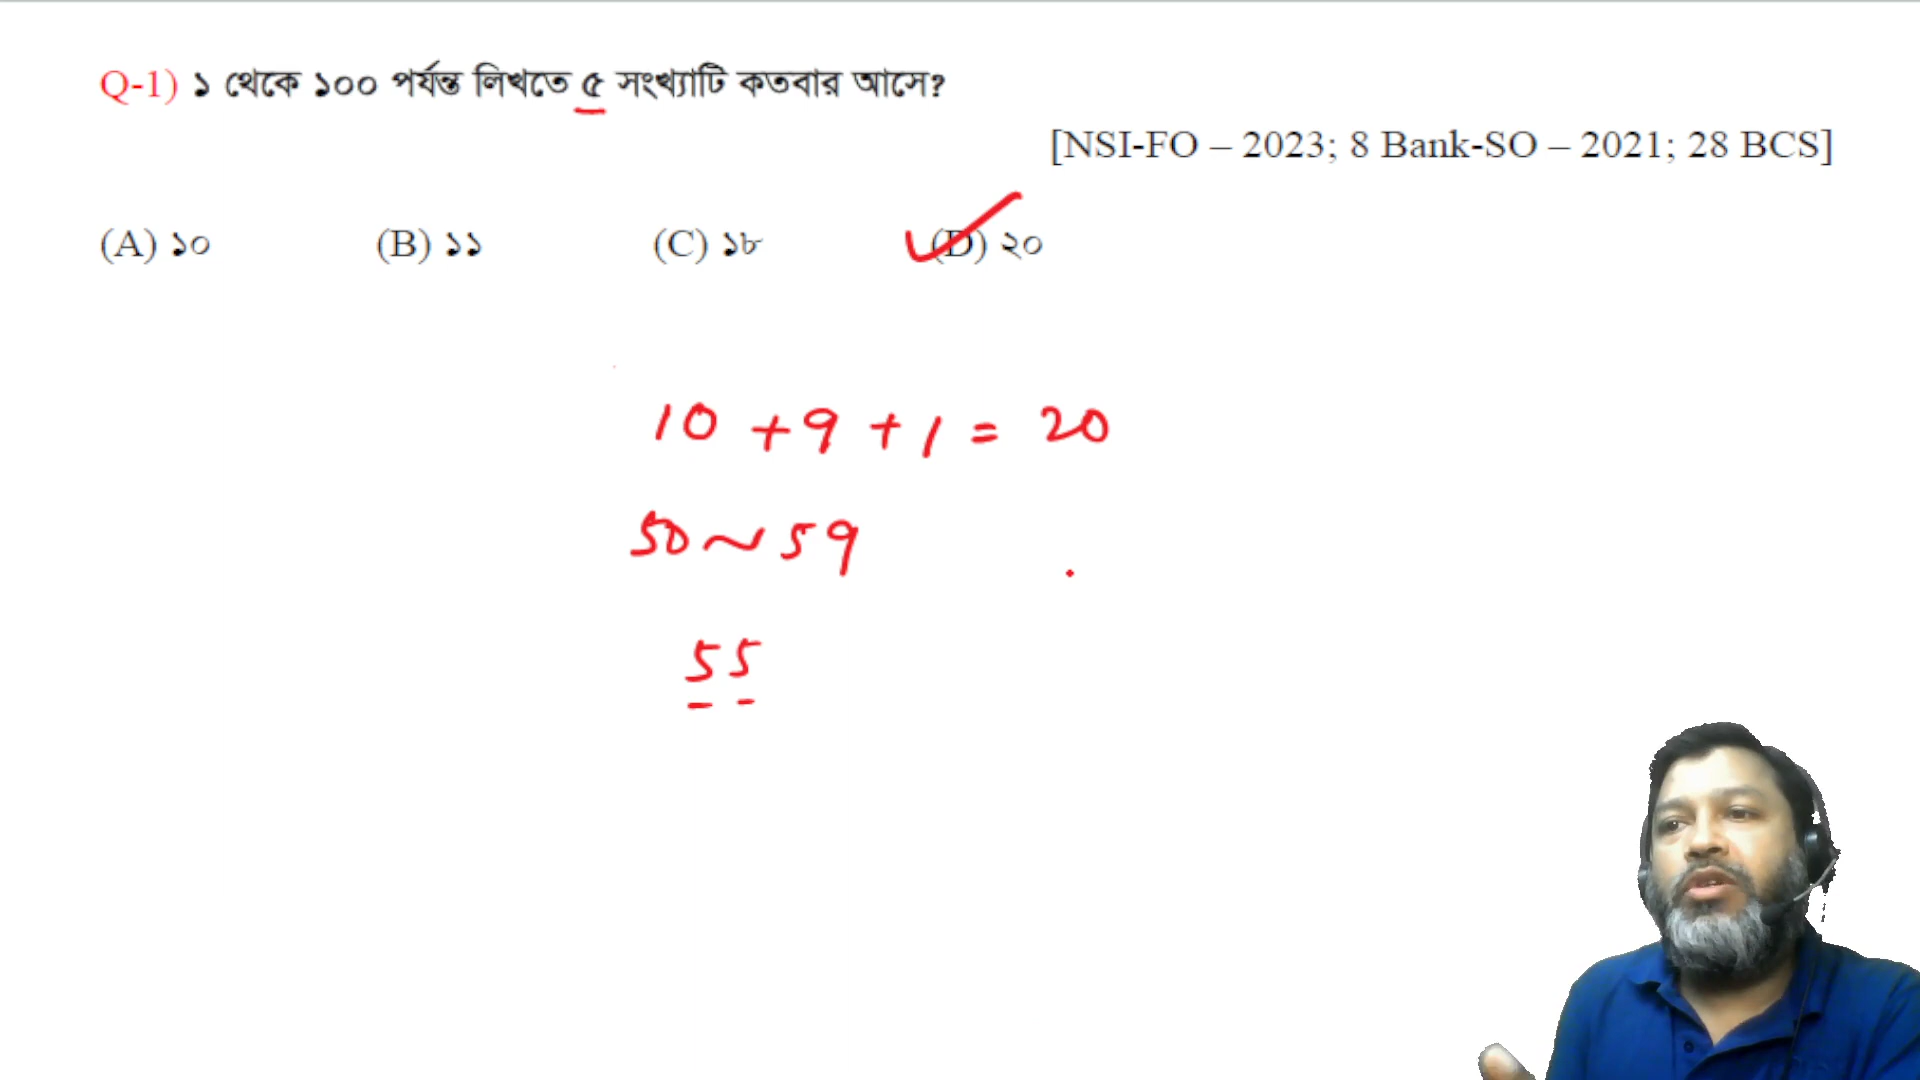 Q-1) ১ থেকে ১০০ পর্যন্ত লিখতে ৫ সংখ্যাটি কতবার আসে?
[NSI-FO – 2023; 8 Bank-SO – 2021; 28 BCS]
(A) ১০ (B) ১১ (C) ১৮ (D) ২০
10 + 9 + 1 = 20
50 ~ 59
55